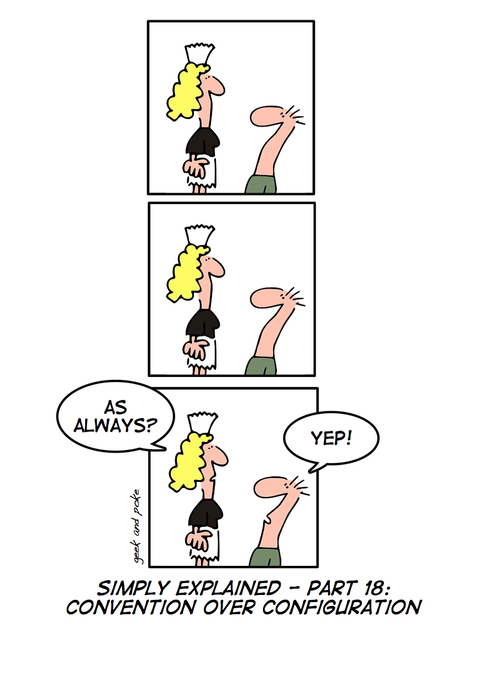 AS
ALWAYS?
YEP!
geek and poke
SIMPLY EXPLAINED - PART 18:
CONVENTION OVER CONFIGURATION